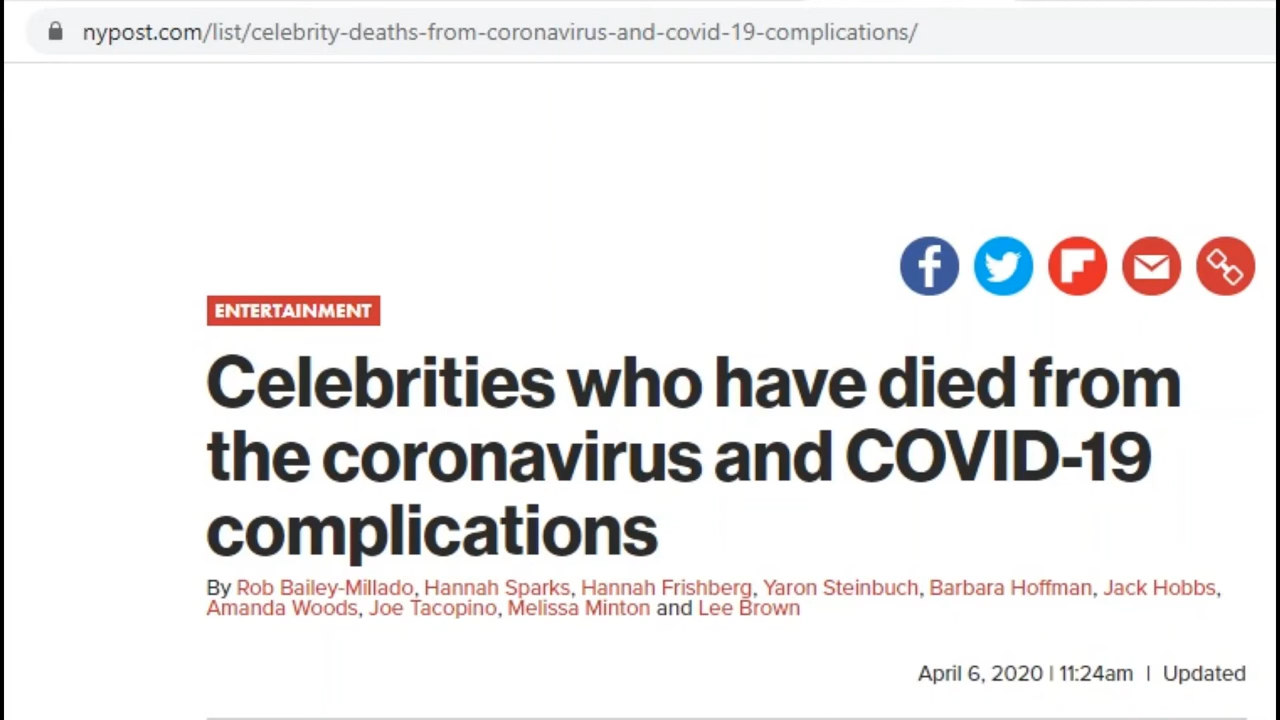 nypost.com/list/celebrity-deaths-from-coronavirus-and-covid-19-complications/
ENTERTAINMENT
Celebrities who have died from
the coronavirus and COVID-19
complications
By Rob Bailey-Millado, Hannah Sparks, Hannah Frishberg, Yaron Steinbuch, Barbara Hoffman, Jack Hobbs,
Amanda Woods, Joe Tacopino, Melissa Minton and Lee Brown
April 6, 2020 | 11:24am | Updated